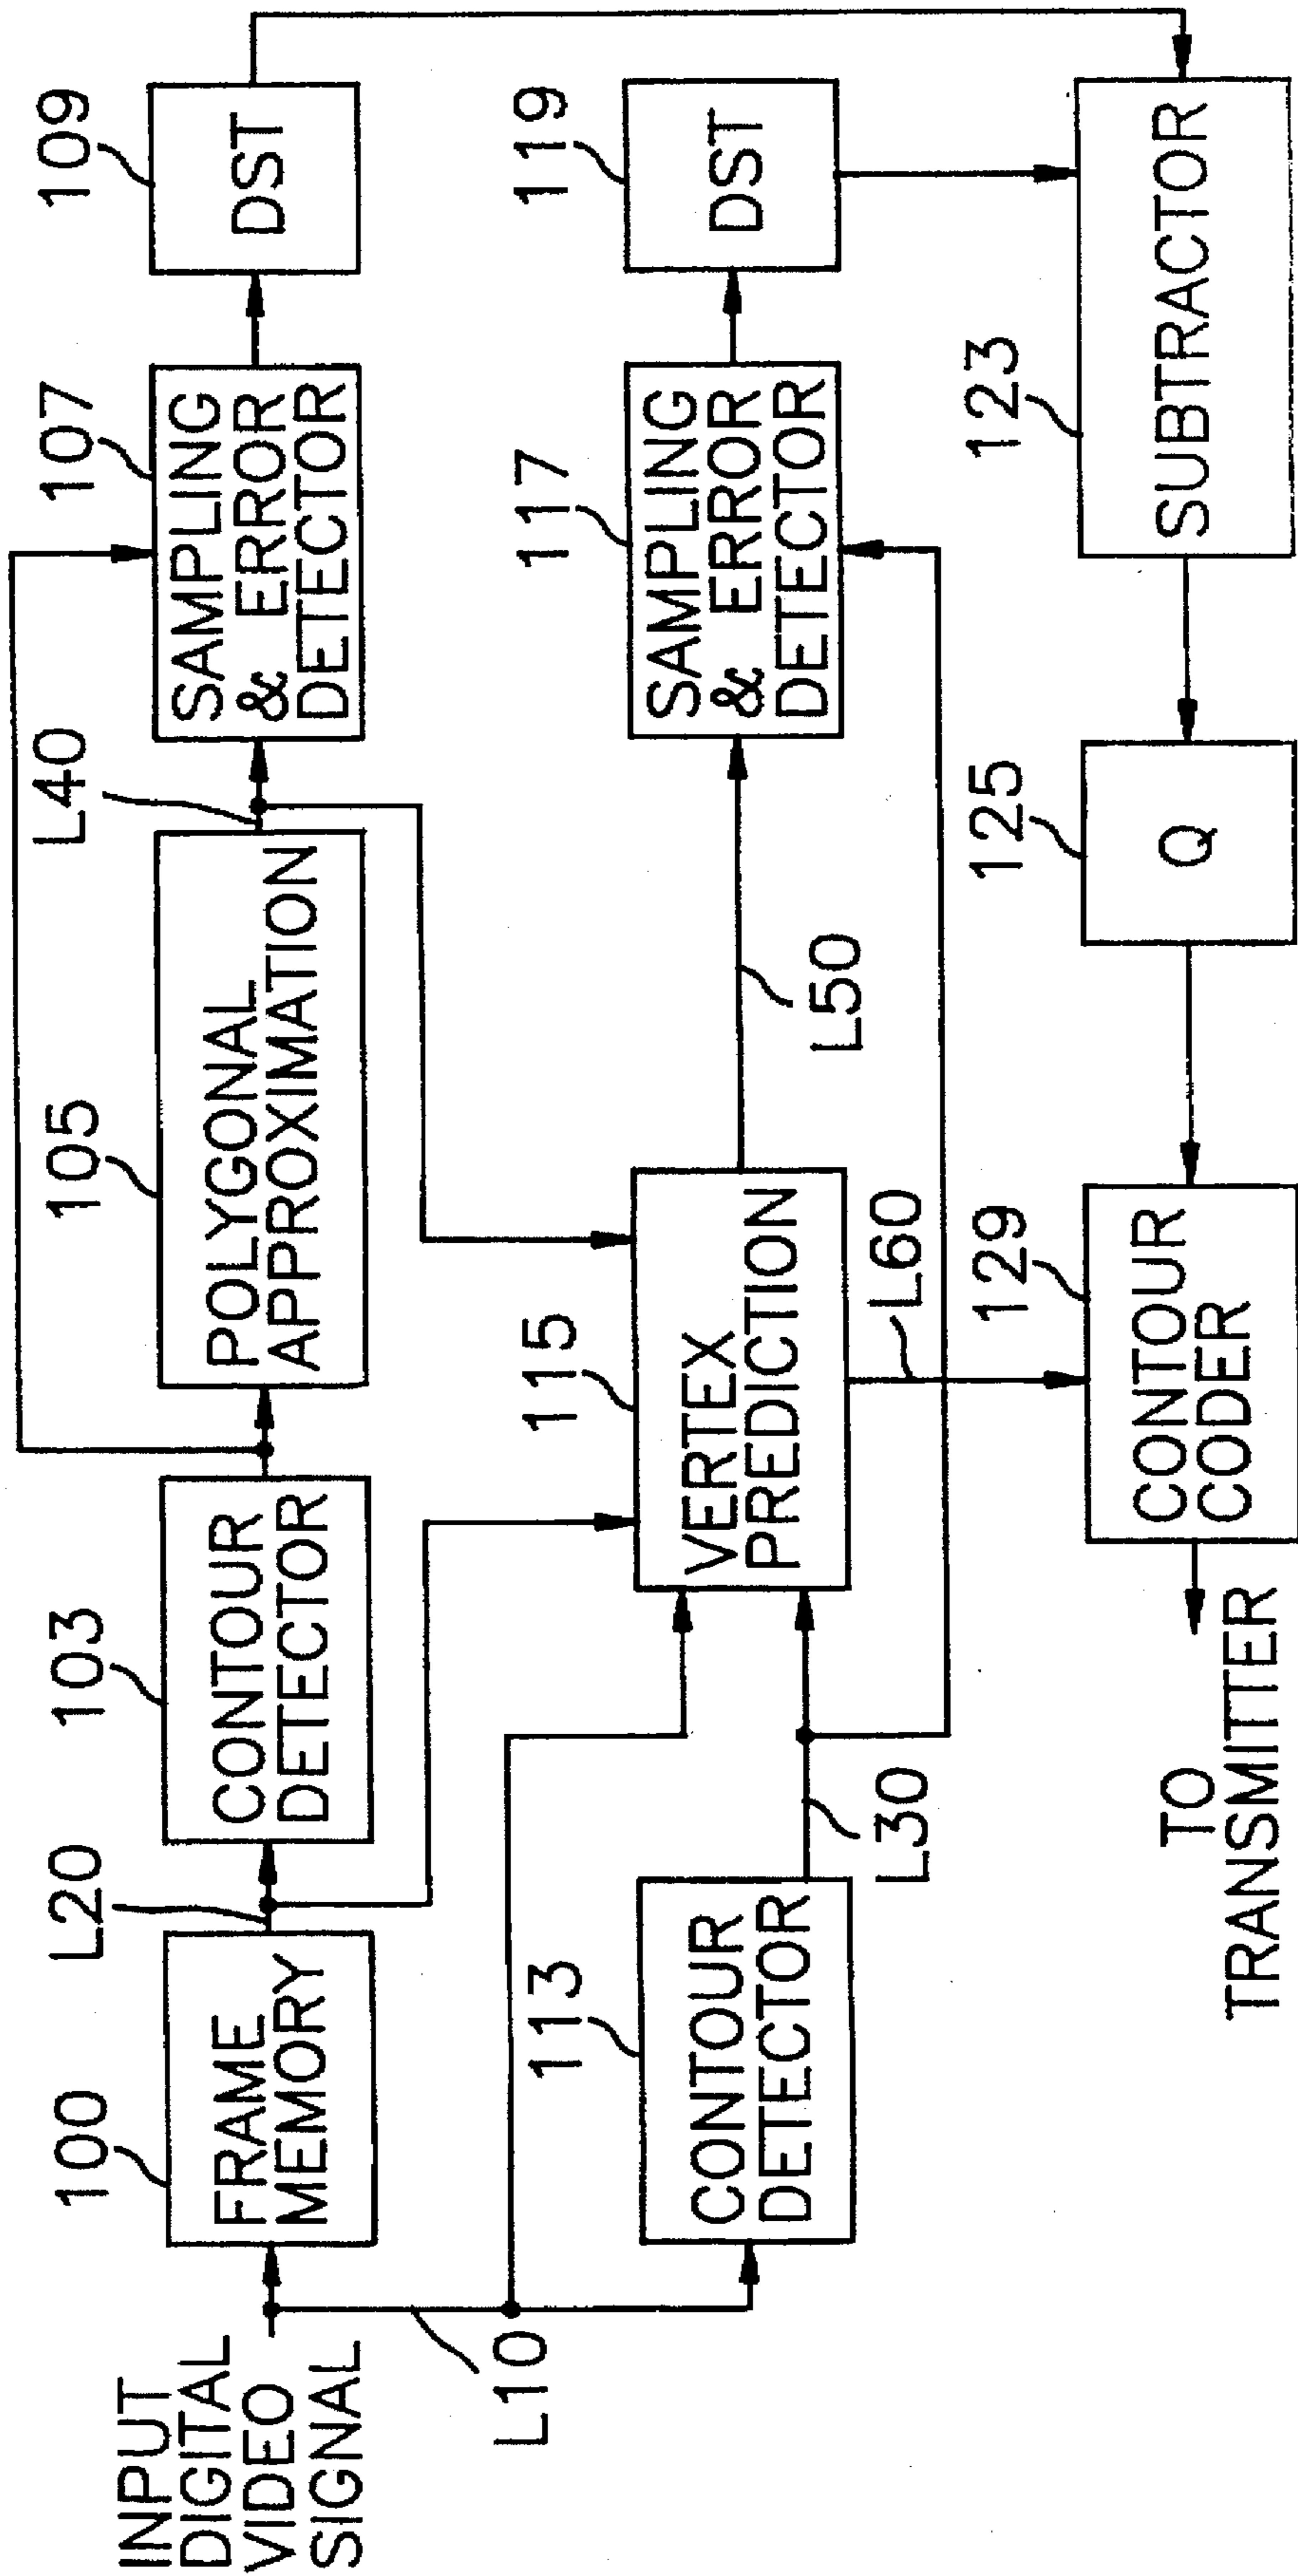 INPUT
DIGITAL
VIDEO
SIGNAL
L10
100
FRAME
MEMORY
L20
103
CONTOUR
DETECTOR
105
POLYGONAL
APPROXIMATION
L40
107
SAMPLING
& ERROR
DETECTOR
109
DST
113
CONTOUR
DETECTOR
L30
115
VERTEX
PREDICTION
L50
L60
117
SAMPLING
& ERROR
DETECTOR
119
DST
TO
TRANSMITTER
129
CONTOUR
CODER
125
Q
123
SUBTRACTOR